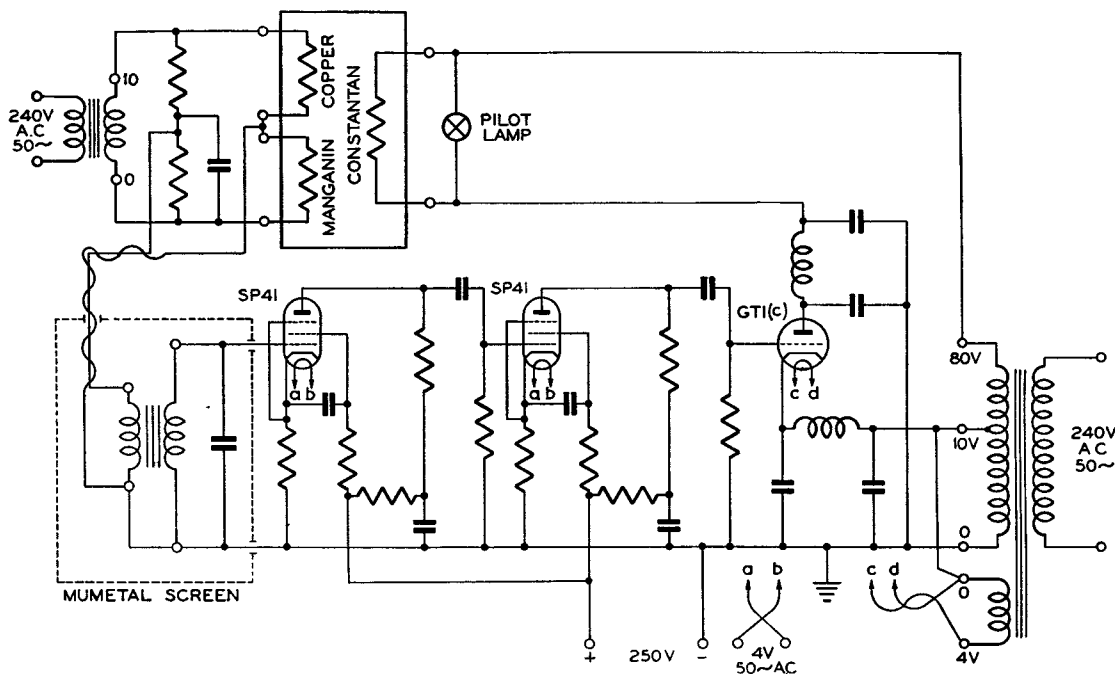 240V
A.C
50~
10
0
COPPER
MANGANIN
CONSTANTAN
PILOT
LAMP
SP41
SP41
GT1(c)
a b
a b
c d
80V
10V
0
240V
A C
50~
a b
c d
0
4V
MUMETAL SCREEN
+ 250V -
4V
50~AC